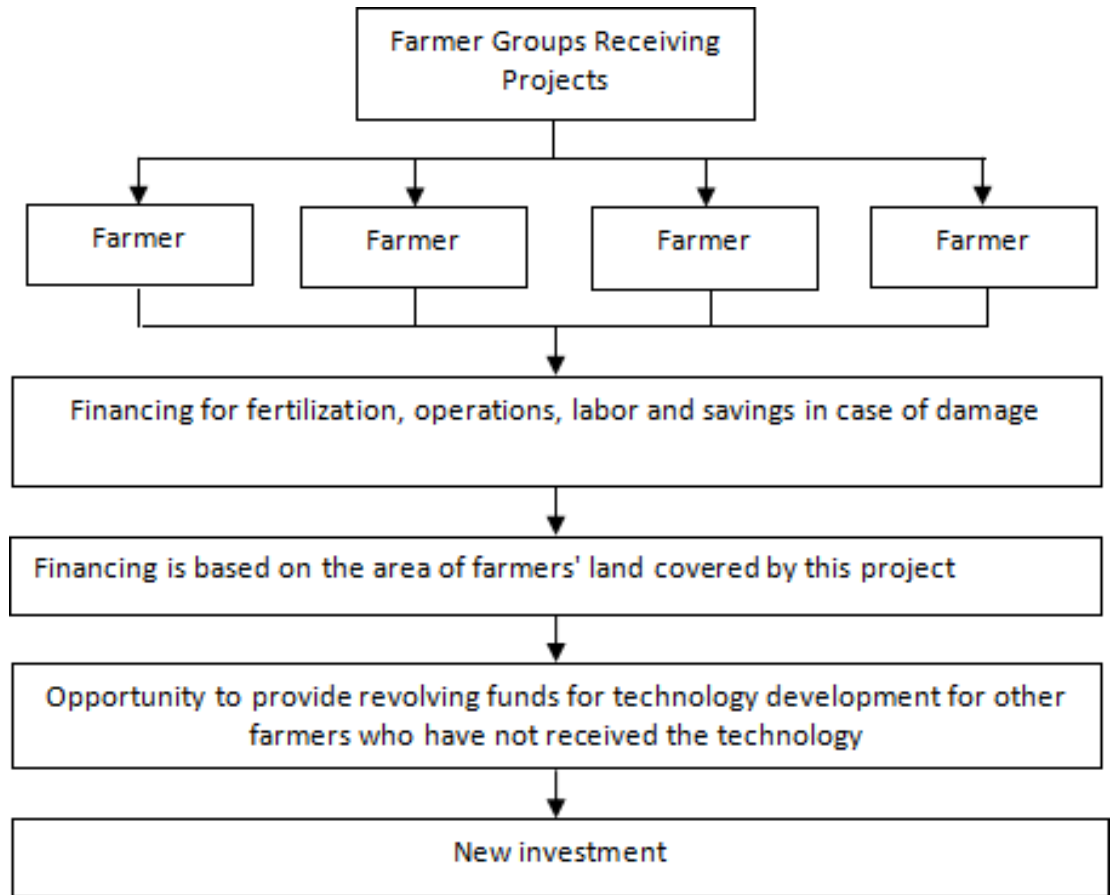 Farmer Groups Receiving
Projects
Farmer
Farmer
Farmer
Farmer
Financing for fertilization, operations, labor and savings in case of damage
Financing is based on the area of farmers' land covered by this project
Opportunity to provide revolving funds for technology development for other
farmers who have not received the technology
New investment